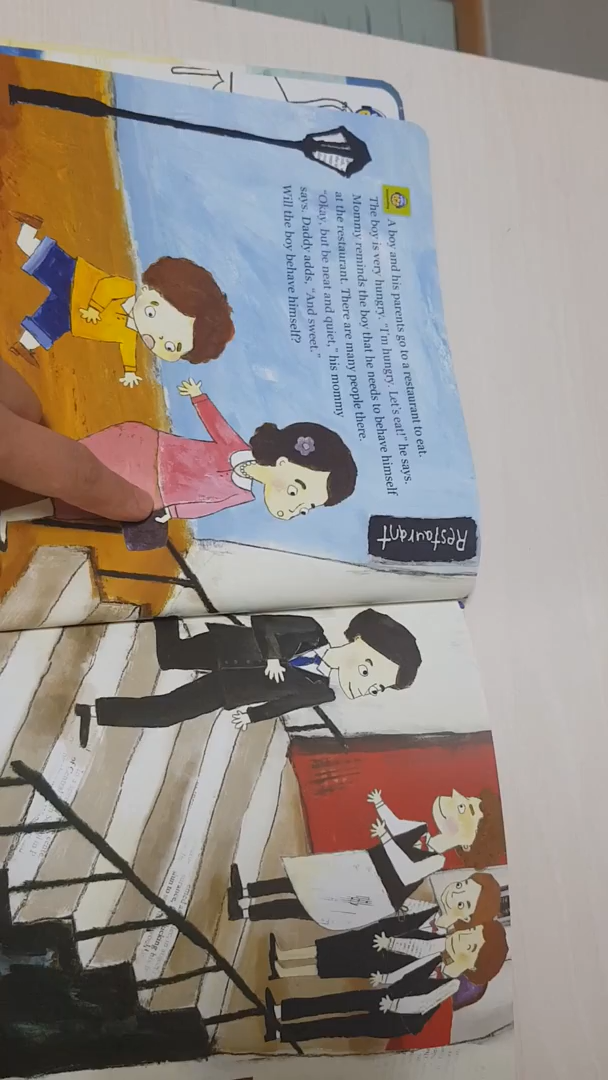 A boy and his parents go to a restaurant to eat.
The boy is very hungry. "I'm hungry. Let's eat!" he says.
Mommy reminds the boy that he needs to behave himself
at the restaurant. There are many people there.
"Okay, but be neat and quiet," his mommy
says. Daddy adds, "And sweet."
Will the boy behave himself?
Restaurant